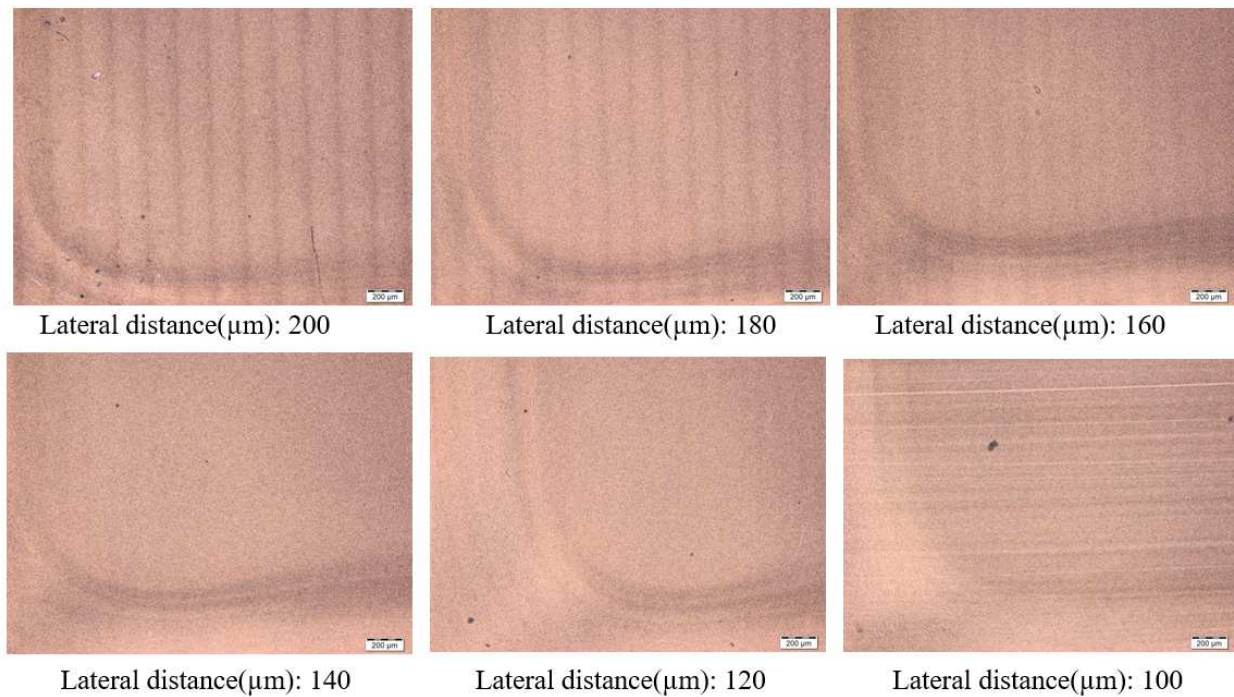 200 µm
200 µm
200 µm
Lateral distance(µm): 200
Lateral distance(µm): 180
Lateral distance(µm): 160
200 µm
200 µm
200 µm
Lateral distance(µm): 140
Lateral distance(µm): 120
Lateral distance(µm): 100